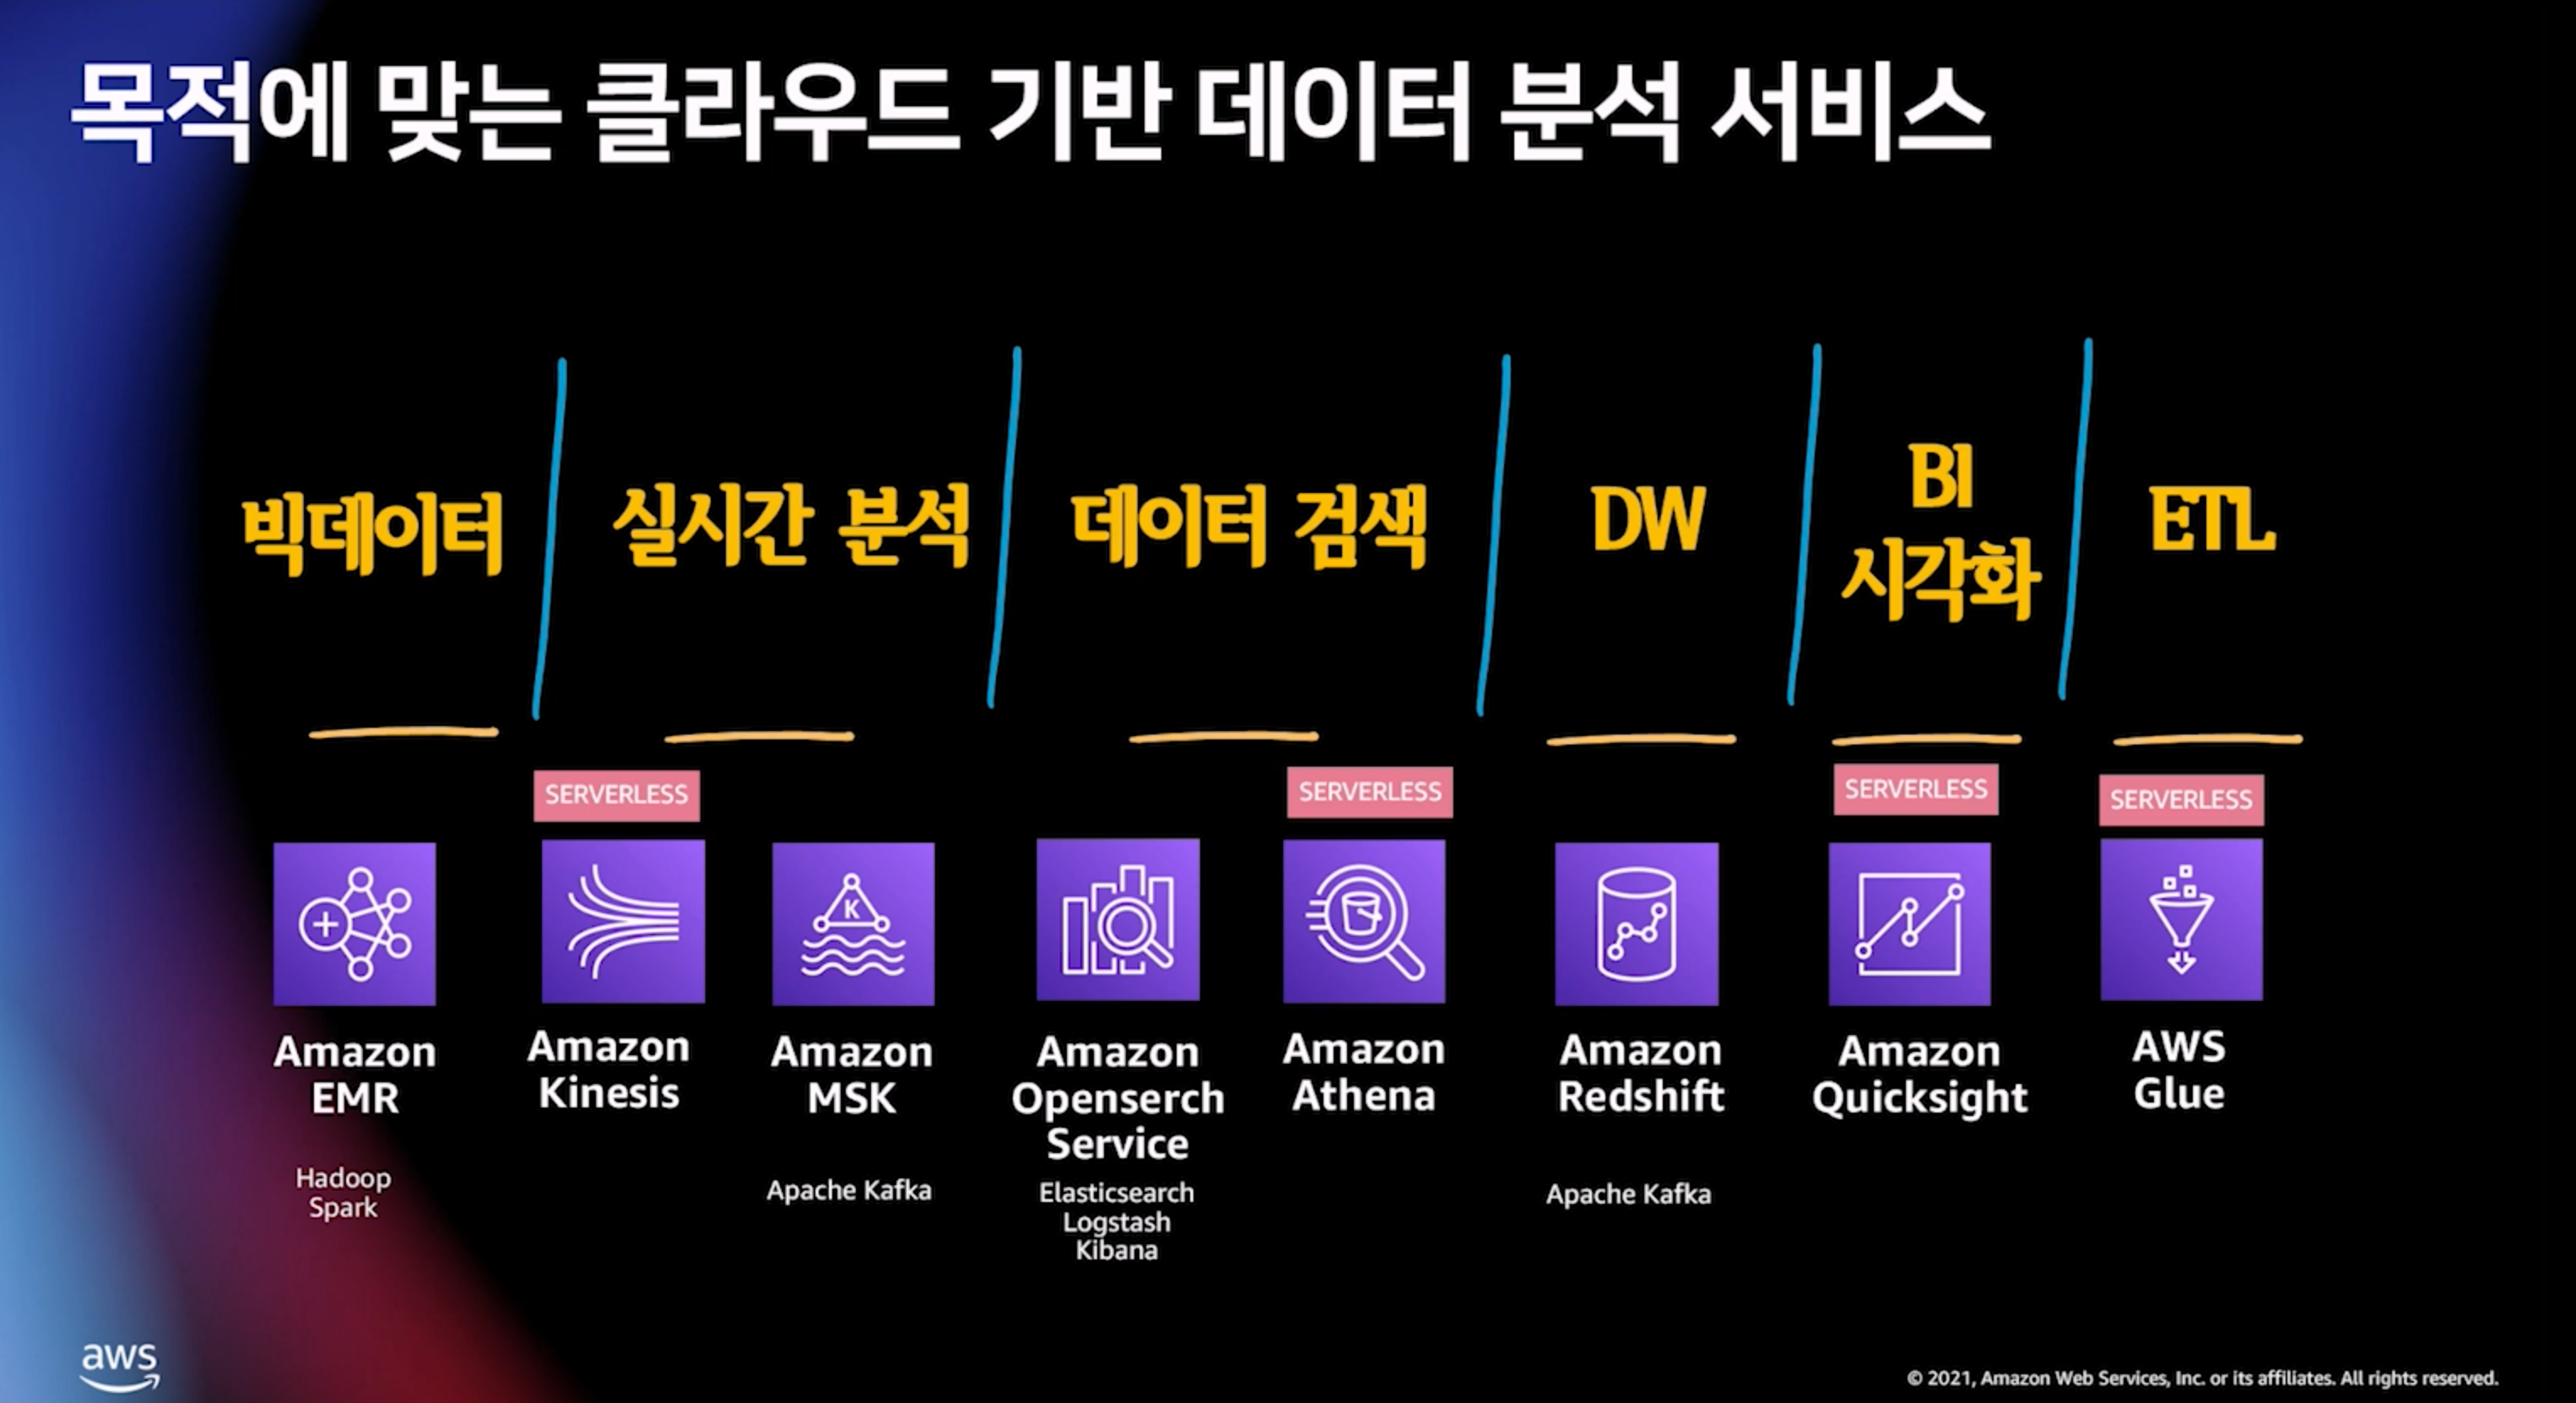 목적에 맞는 클라우드 기반 데이터 분석 서비스
빅데이터
실시간 분석
데이터 검색
DW
BI
시각화
ETL
SERVERLESS
SERVERLESS
SERVERLESS
SERVERLESS
K
Amazon
EMR
Hadoop
Spark
Amazon
Kinesis
Amazon
MSK
Apache Kafka
Amazon
Openserch
Service
Elasticsearch
Logstash
Kibana
Amazon
Athena
Amazon
Redshift
Apache Kafka
Amazon
Quicksight
AWS
Glue
aws
© 2021, Amazon Web Services, Inc. or its affiliates. All rights reserved.